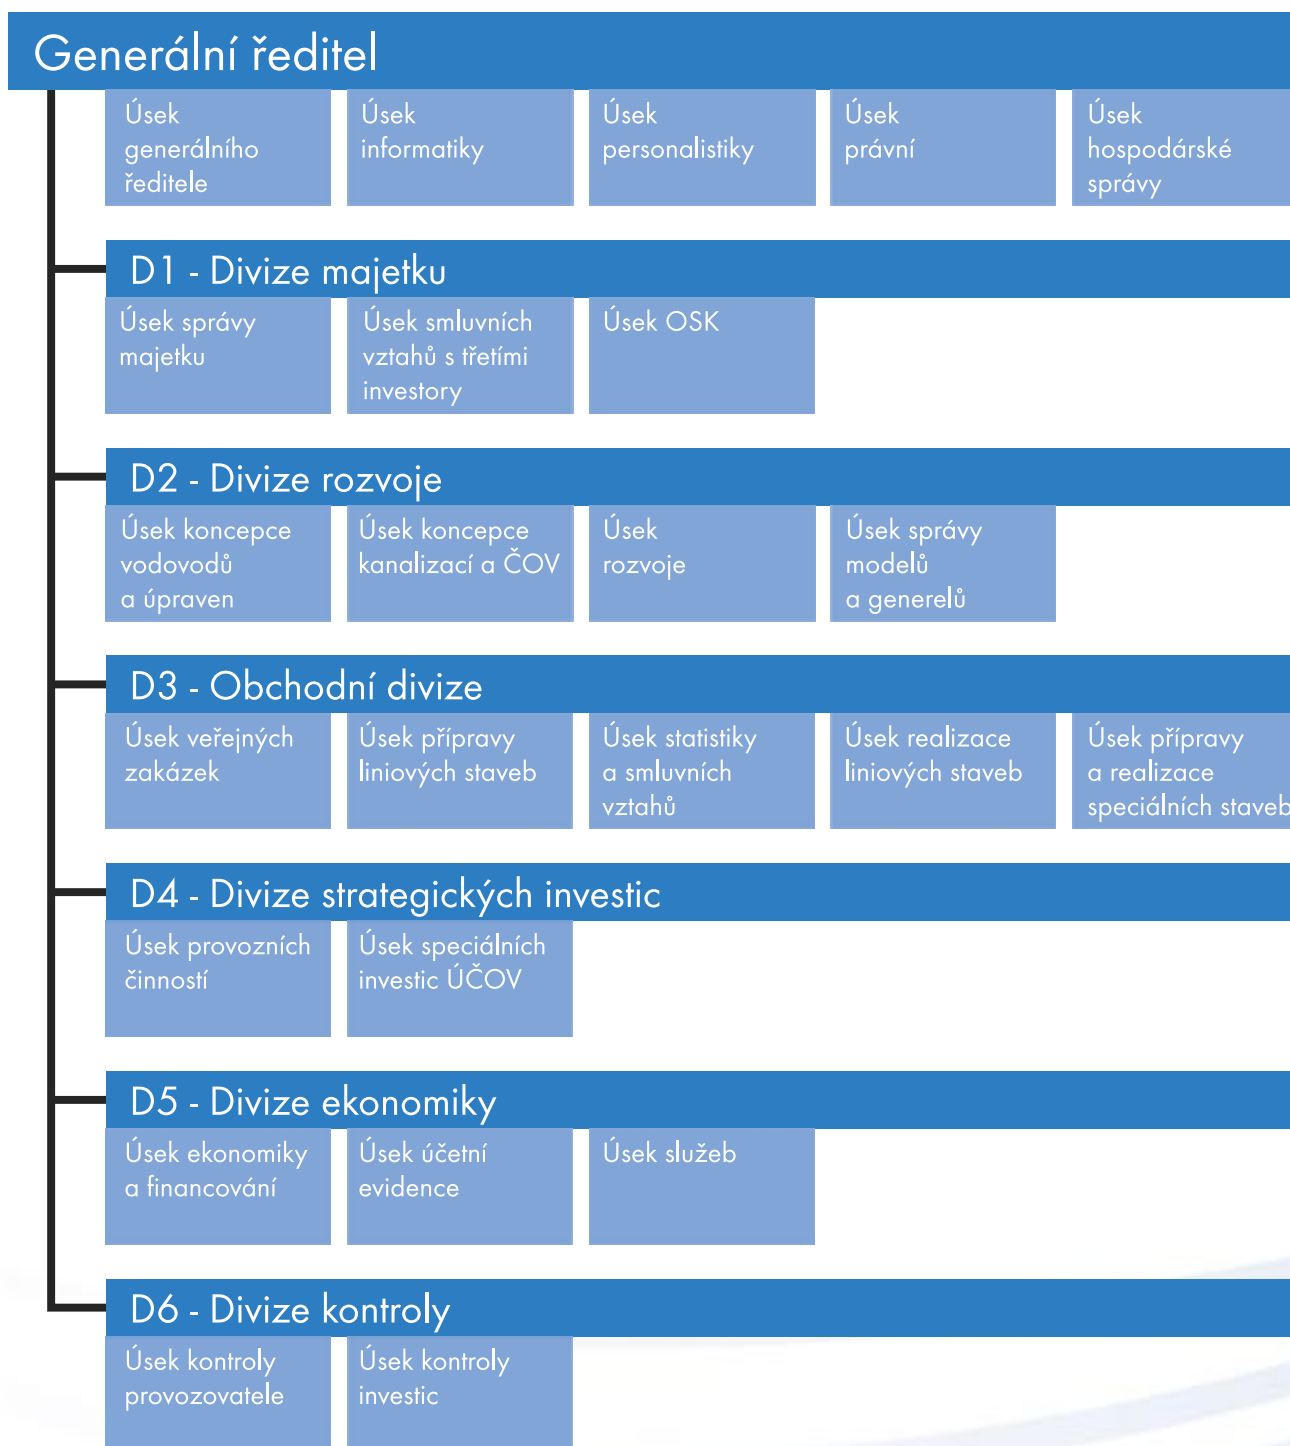 Generální ředitel
Úsek
generálního
ředitele
Úsek
informatiky
Úsek
personalistiky
Úsek
právní
Úsek
hospodárské
správy
D1 - Divize majetku
Úsek správy
majetku
Úsek smluvních
vztahů s třetími
investory
Úsek OSK
D2 - Divize rozvoje
Úsek koncepce
vodovodů
a úpraven
Úsek koncepce
kanalizací a ČOV
Úsek
rozvoje
Úsek správy
modelů
a generelů
D3 - Obchodní divize
Úsek veřejných
zakázek
Úsek přípravy
liniových staveb
Úsek statistiky
a smluvních
vztahů
Úsek realizace
liniových staveb
Úsek přípravy
a realizace
speciálních staveb
D4 - Divize strategických investic
Úsek provozních
činností
Úsek speciálních
investic ÚČOV
D5 - Divize ekonomiky
Úsek ekonomiky
a financování
Úsek účetní
evidence
Úsek služeb
D6 - Divize kontroly
Úsek kontroly
provozovatele
Úsek kontroly
investic